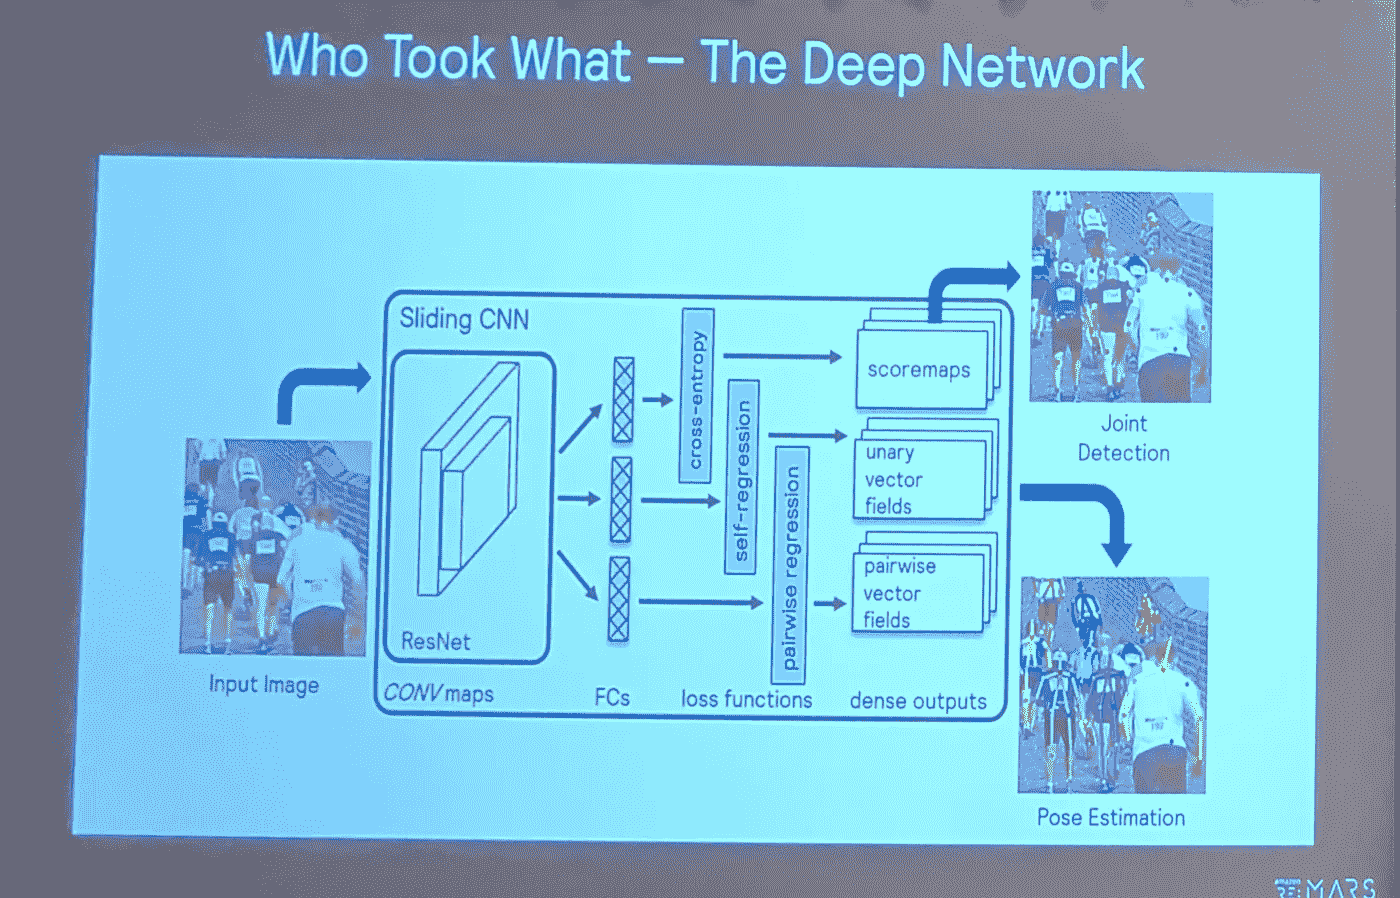 Who Took What — The Deep Network
Sliding CNN
cross-entropy
self-regression
pairwise regression
scoremaps
unary
vector
fields
pairwise
vector
fields
ResNet
CONV maps
FCs
loss functions
dense outputs
Input Image
Joint
Detection
Pose Estimation
amazon
RE: MARS